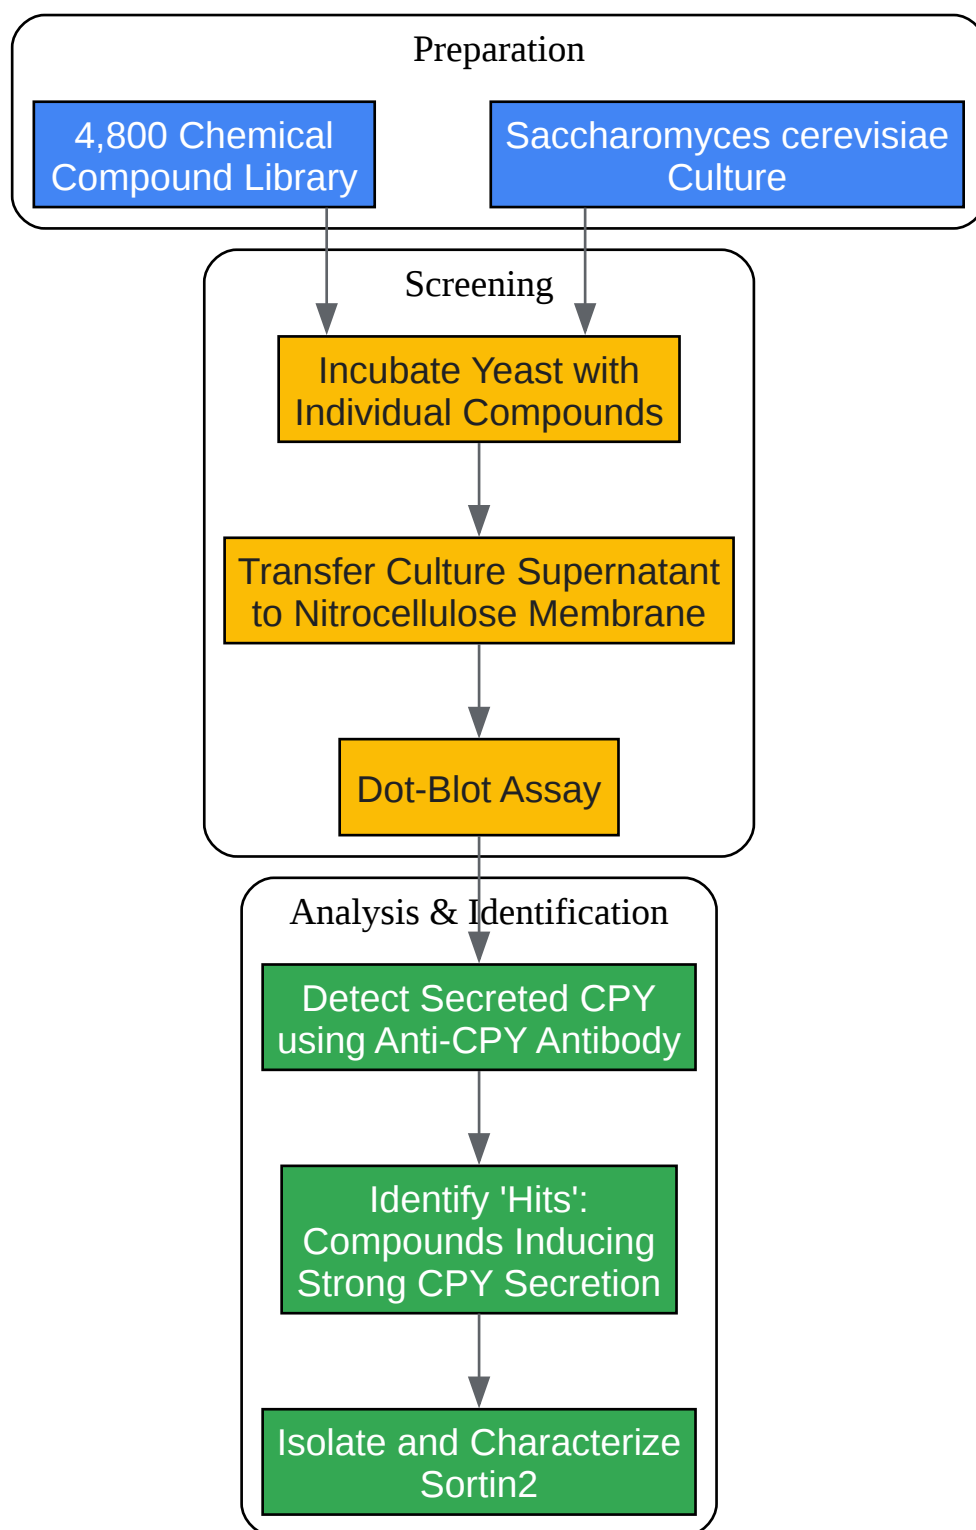 Preparation
4,800 Chemical
Compound Library
Saccharomyces cerevisiae
Culture
Screening
Incubate Yeast with
Individual Compounds
Transfer Culture Supernatant
to Nitrocellulose Membrane
Dot-Blot Assay
Analysis & Identification
Detect Secreted CPY
using Anti-CPY Antibody
Identify 'Hits':
Compounds Inducing
Strong CPY Secretion
Isolate and Characterize
Sortin2